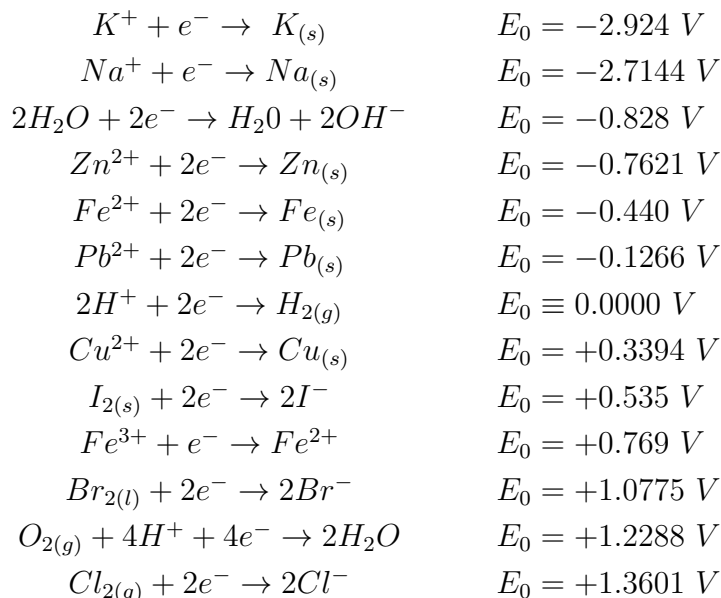 K⁺ + e⁻ → K₍ₛ₎ E₀ = −2.924 V
Na⁺ + e⁻ → Na₍ₛ₎ E₀ = −2.7144 V
2H₂O + 2e⁻ → H₂0 + 2OH⁻ E₀ = −0.828 V
Zn²⁺ + 2e⁻ → Zn₍ₛ₎ E₀ = −0.7621 V
Fe²⁺ + 2e⁻ → Fe₍ₛ₎ E₀ = −0.440 V
Pb²⁺ + 2e⁻ → Pb₍ₛ₎ E₀ = −0.1266 V
2H⁺ + 2e⁻ → H₂₍g₎ E₀ ≡ 0.0000 V
Cu²⁺ + 2e⁻ → Cu₍ₛ₎ E₀ = +0.3394 V
I₂₍ₛ₎ + 2e⁻ → 2I⁻ E₀ = +0.535 V
Fe³⁺ + e⁻ → Fe²⁺ E₀ = +0.769 V
Br₂₍ₗ₎ + 2e⁻ → 2Br⁻ E₀ = +1.0775 V
O₂₍g₎ + 4H⁺ + 4e⁻ → 2H₂O E₀ = +1.2288 V
Cl₂₍g₎ + 2e⁻ → 2Cl⁻ E₀ = +1.3601 V